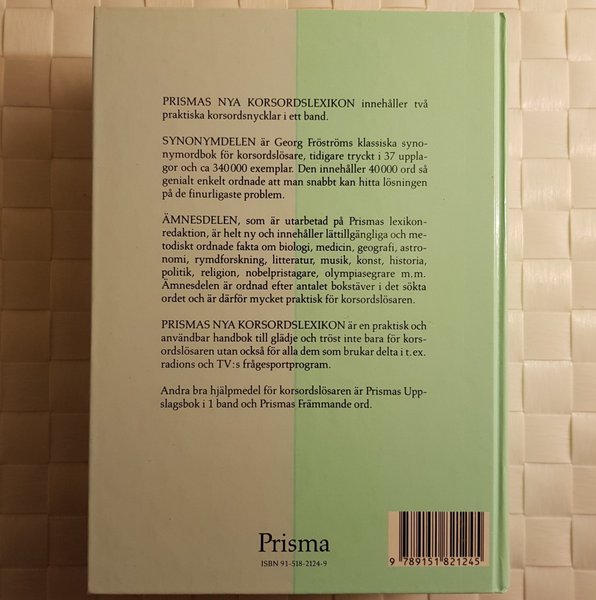 PRISMAS NYA KORSORDSLEXIKON innehåller två
praktiska korsordsnycklar i ett band.
SYNONYMDELEN är Georg Fröströms klassiska syno-
nymordbok för korsordslösare, tidigare tryckt i 37 uppla-
gor och ca 340 000 exemplar. Den innehåller 40 000 ord så
genialt enkelt ordnade att man snabbt kan hitta lösningen
på de finurligaste problem.
ÄMNESDELEN, som är utarbetad på Prismas lexikon-
redaktion, är helt ny och innehåller lättillgängliga och me-
todiskt ordnade fakta om biologi, medicin, geografi, astro-
nomi, rymdforskning, litteratur, musik, konst, historia,
politik, religion, nobelpristagare, olympiasegrare m.m.
Ämnesdelen är ordnad efter antalet bokstäver i det sökta
ordet och är därför mycket praktisk för korsordslösaren.
PRISMAS NYA KORSORDSLEXIKON är en praktisk och
användbar handbok till glädje och tröst inte bara för kors-
ordslösaren utan också för alla dem som brukar delta i t.ex.
radions och TV:s frågesportprogram.
Andra bra hjälpmedel för korsordslösaren är Prismas Upp-
slagsbok i 1 band och Prismas Främmande ord.
Prisma
ISBN 91-518-2124-9
9 789151 821245